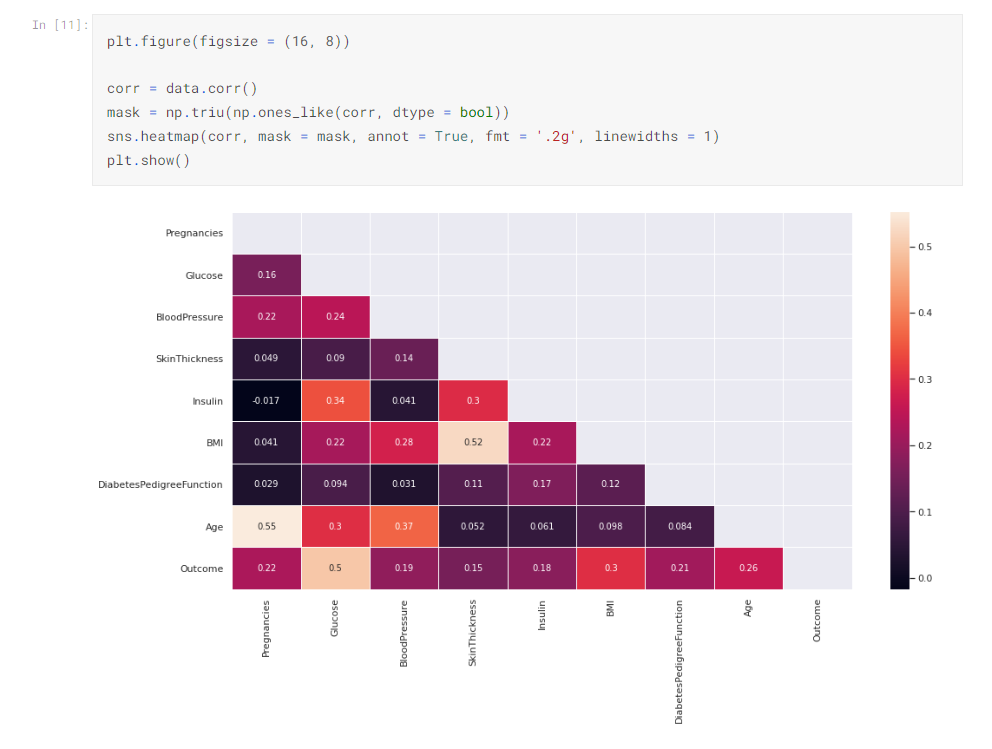 In [11]:
plt.figure(figsize = (16, 8))
corr = data.corr()
mask = np.triu(np.ones_like(corr, dtype = bool))
sns.heatmap(corr, mask = mask, annot = True, fmt = '.2g', linewidths = 1)
plt.show()
Pregnancies
Glucose 0.16
BloodPressure 0.22 0.24
SkinThickness 0.049 0.09 0.14
Insulin -0.017 0.34 0.041 0.3
BMI 0.041 0.22 0.28 0.52 0.22
DiabetesPedigreeFunction 0.029 0.094 0.031 0.11 0.17 0.12
Age 0.55 0.3 0.37 0.052 0.061 0.098 0.084
Outcome 0.22 0.5 0.19 0.15 0.18 0.3 0.21 0.26
Pregnancies
Glucose
BloodPressure
SkinThickness
Insulin
BMI
DiabetesPedigreeFunction
Age
Outcome
0.5
0.4
0.3
0.2
0.1
0.0